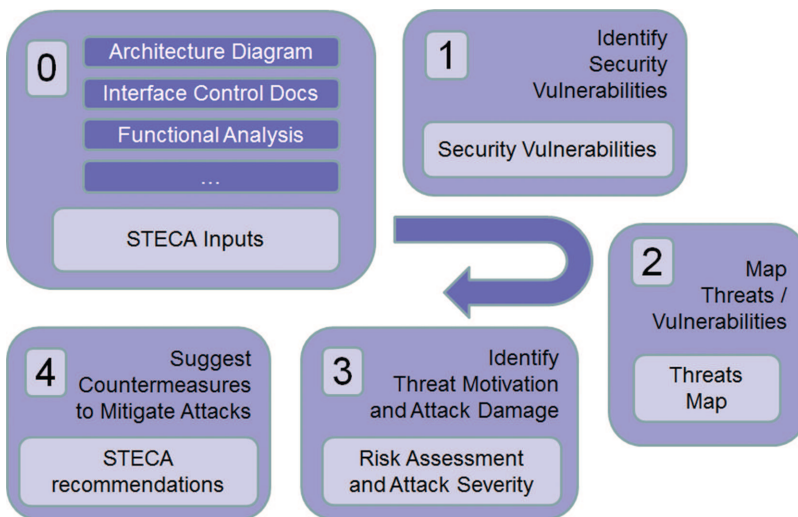 0
Architecture Diagram
Interface Control Docs
Functional Analysis
...
STECA Inputs
1
Identify
Security
Vulnerabilities
Security Vulnerabilities
2
Map
Threats /
Vulnerabilities
Threats
Map
3
Identify
Threat Motivation
and Attack Damage
Risk Assessment
and Attack Severity
4
Suggest
Countermeasures
to Mitigate Attacks
STECA
recommendations